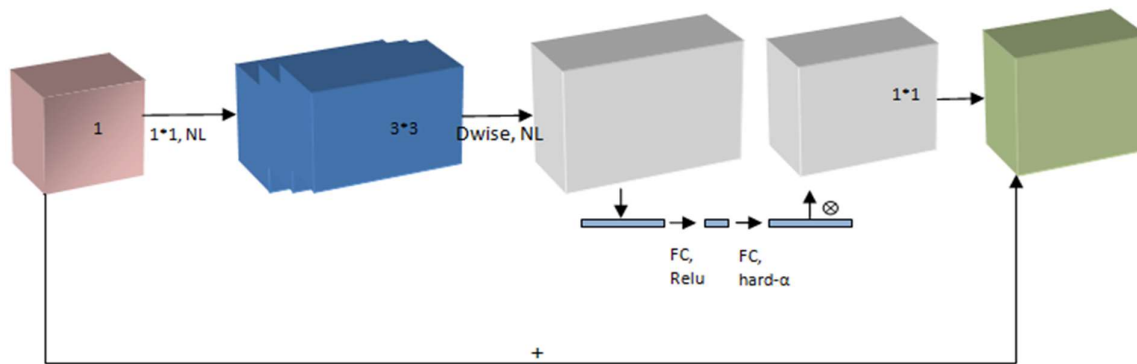 1
1*1, NL
3*3
Dwise, NL
1*1
⊗
FC,
Relu
FC,
hard-α
+